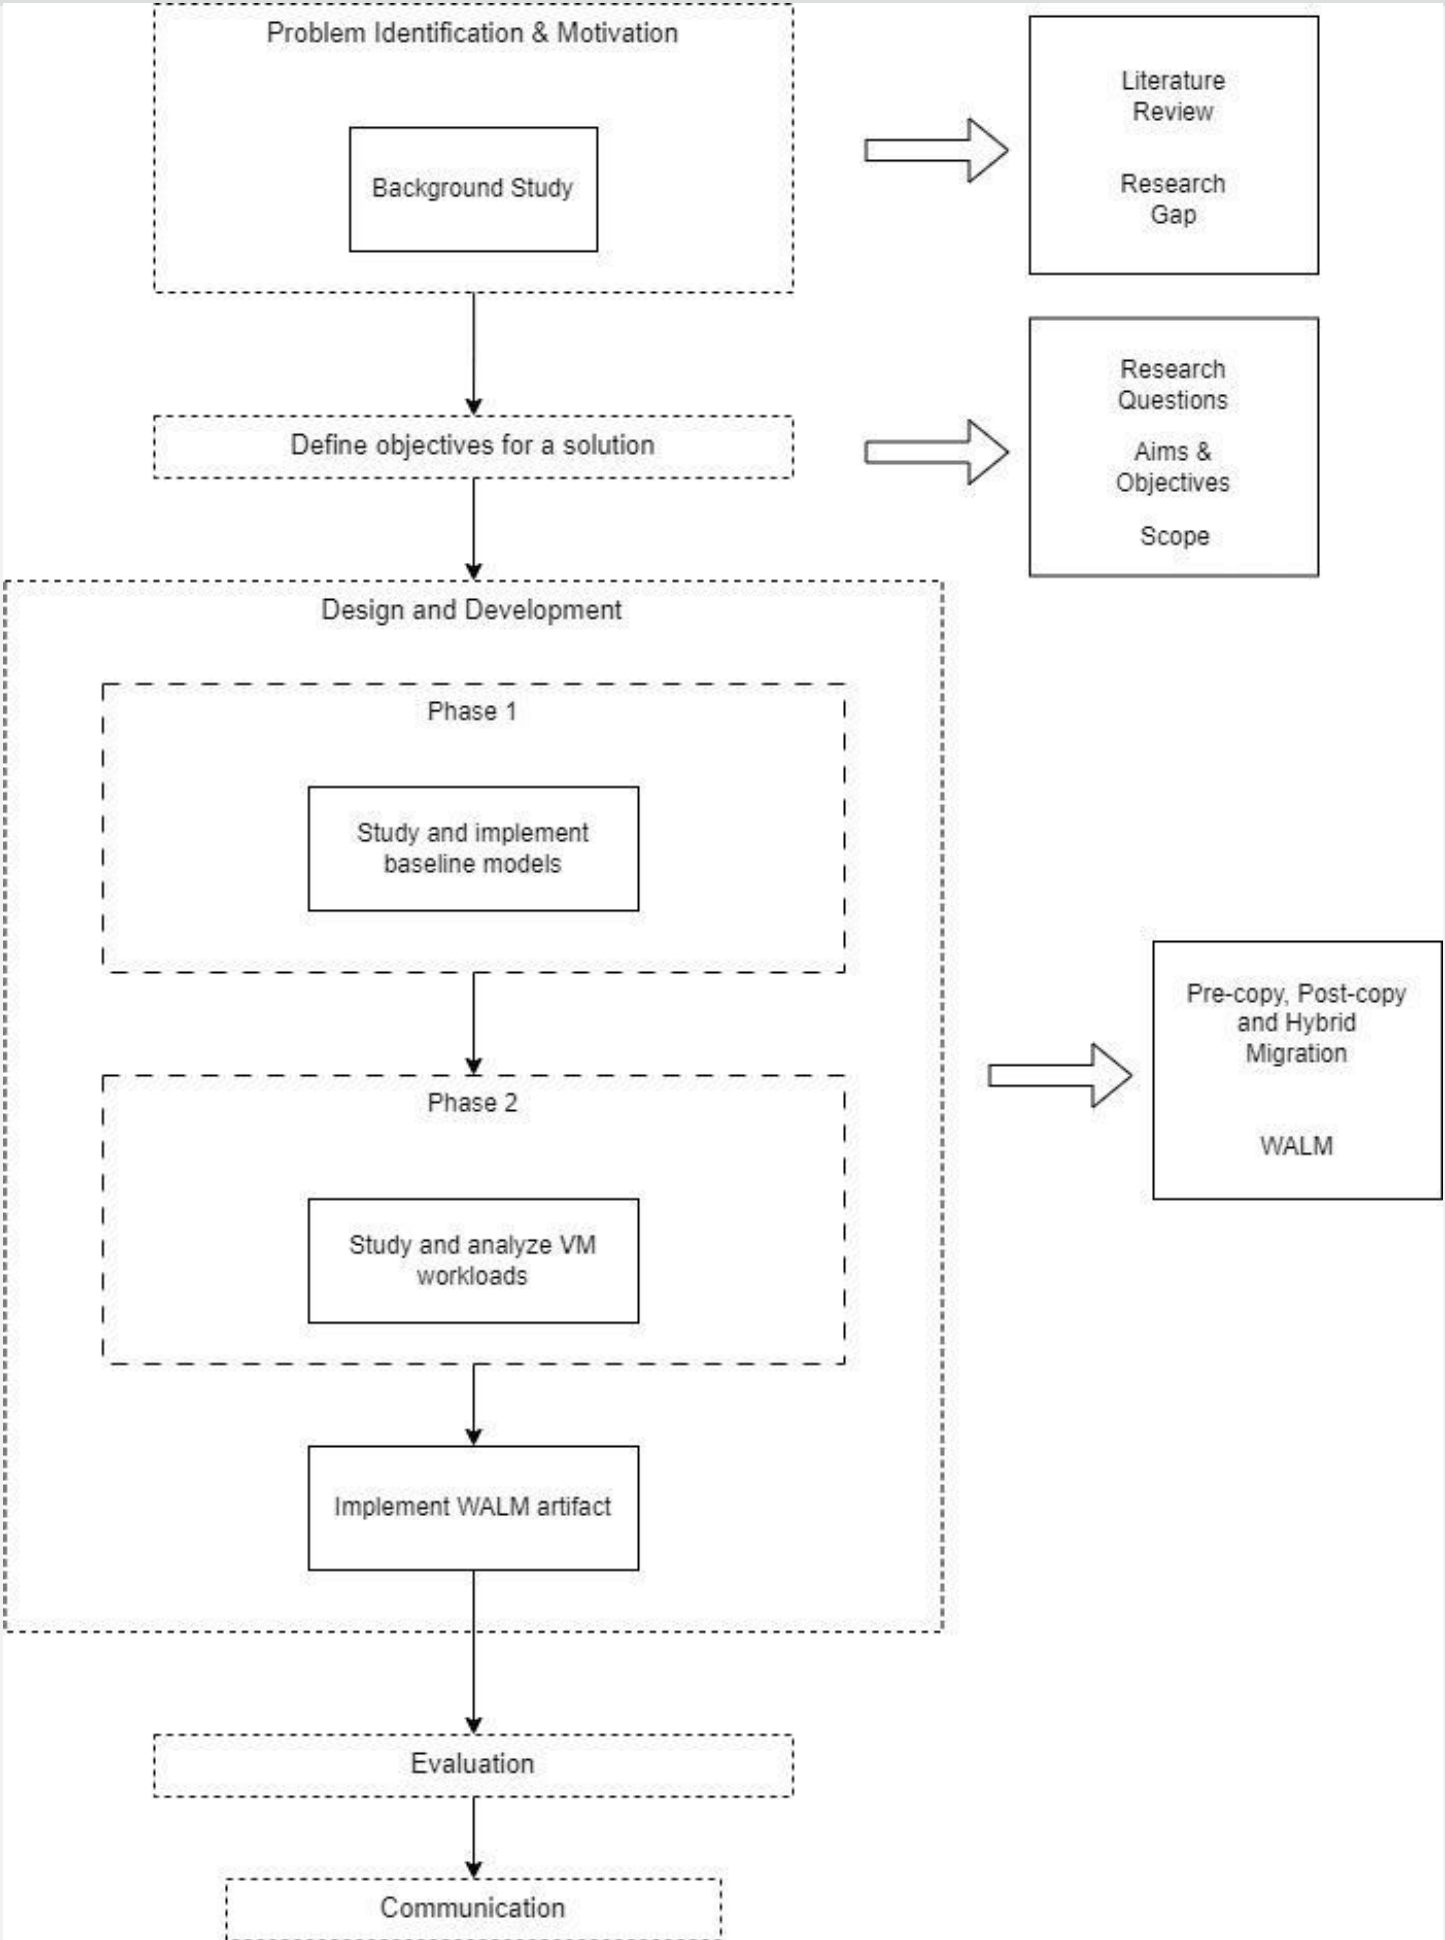 Problem Identification & Motivation
Background Study
Literature
Review
Research
Gap
Define objectives for a solution
Research
Questions
Aims &
Objectives
Scope
Design and Development
Phase 1
Study and implement
baseline models
Phase 2
Study and analyze VM
workloads
Implement WALM artifact
Pre-copy, Post-copy
and Hybrid
Migration
WALM
Evaluation
Communication